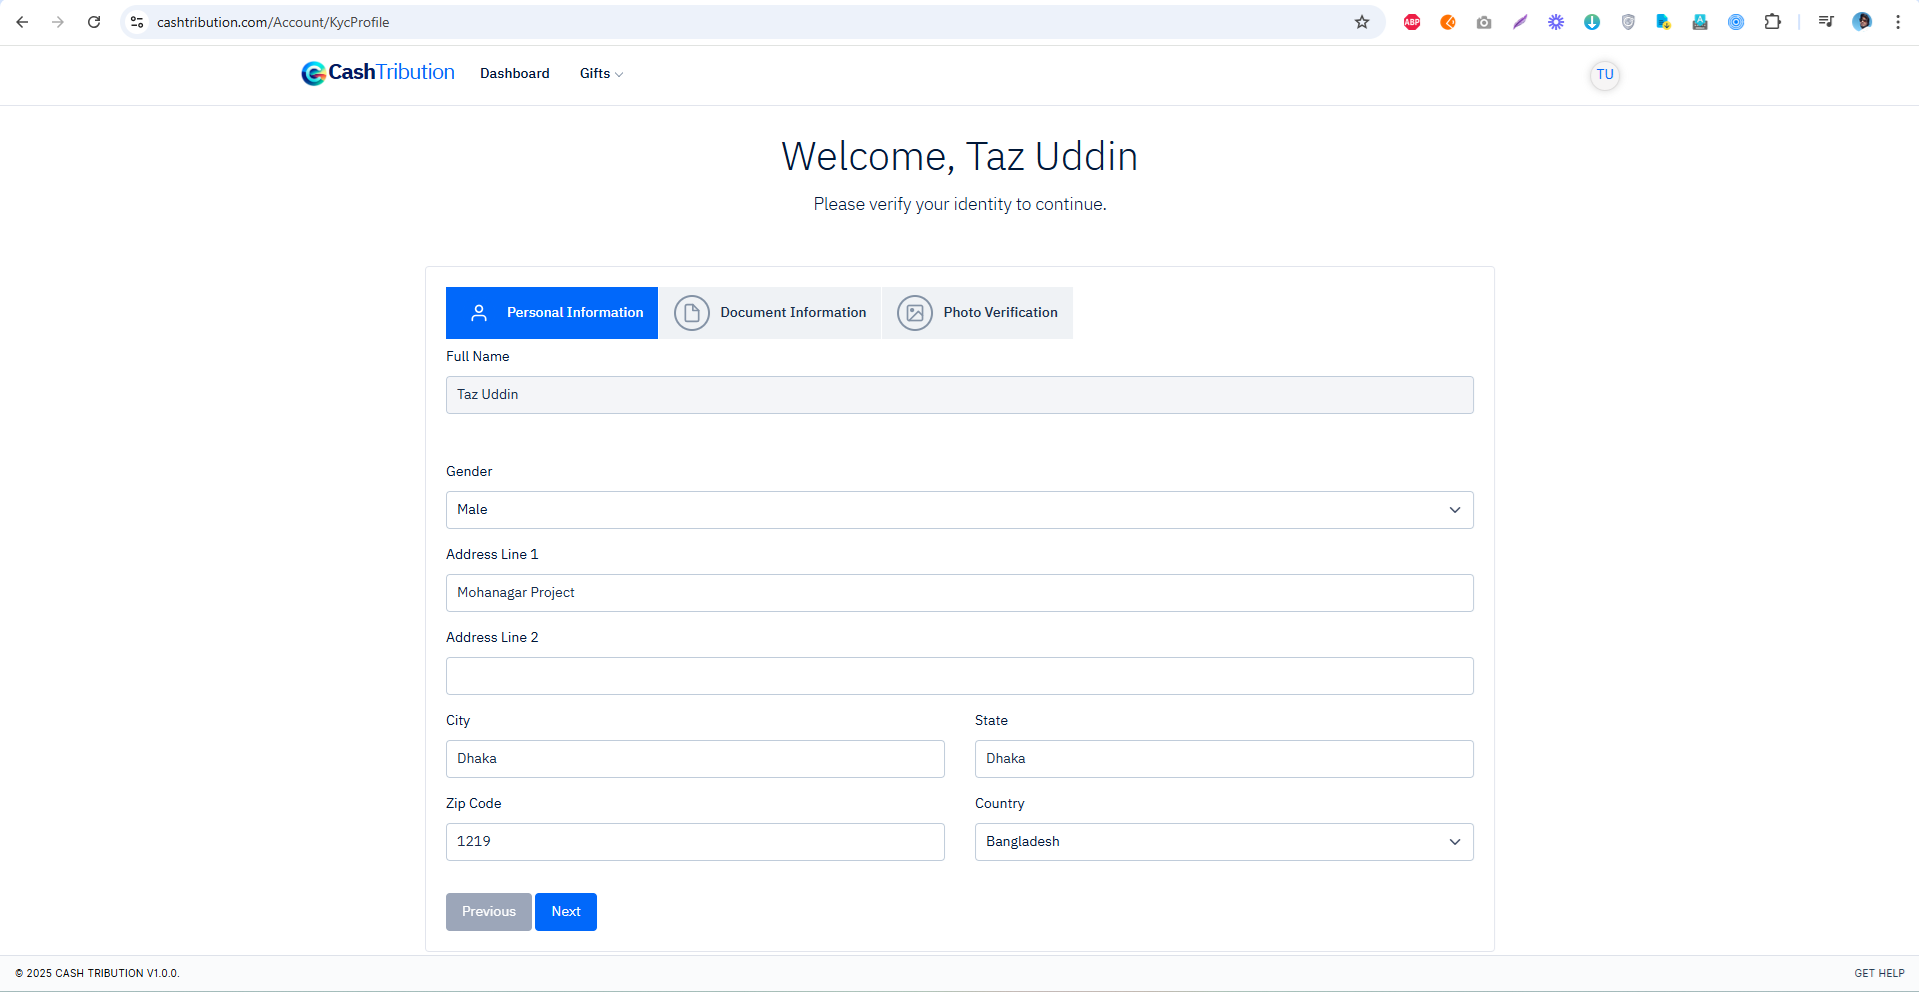 cashtribution.com/Account/KycProfile
ABP
CashTribution
Dashboard
Gifts
TU
Welcome, Taz Uddin
Please verify your identity to continue.
Personal Information
Document Information
Photo Verification
Full Name
Taz Uddin
Gender
Male
Address Line 1
Mohanagar Project
Address Line 2
City
State
Dhaka
Dhaka
Zip Code
Country
1219
Bangladesh
Previous
Next
© 2025 CASH TRIBUTION V1.0.0.
GET HELP